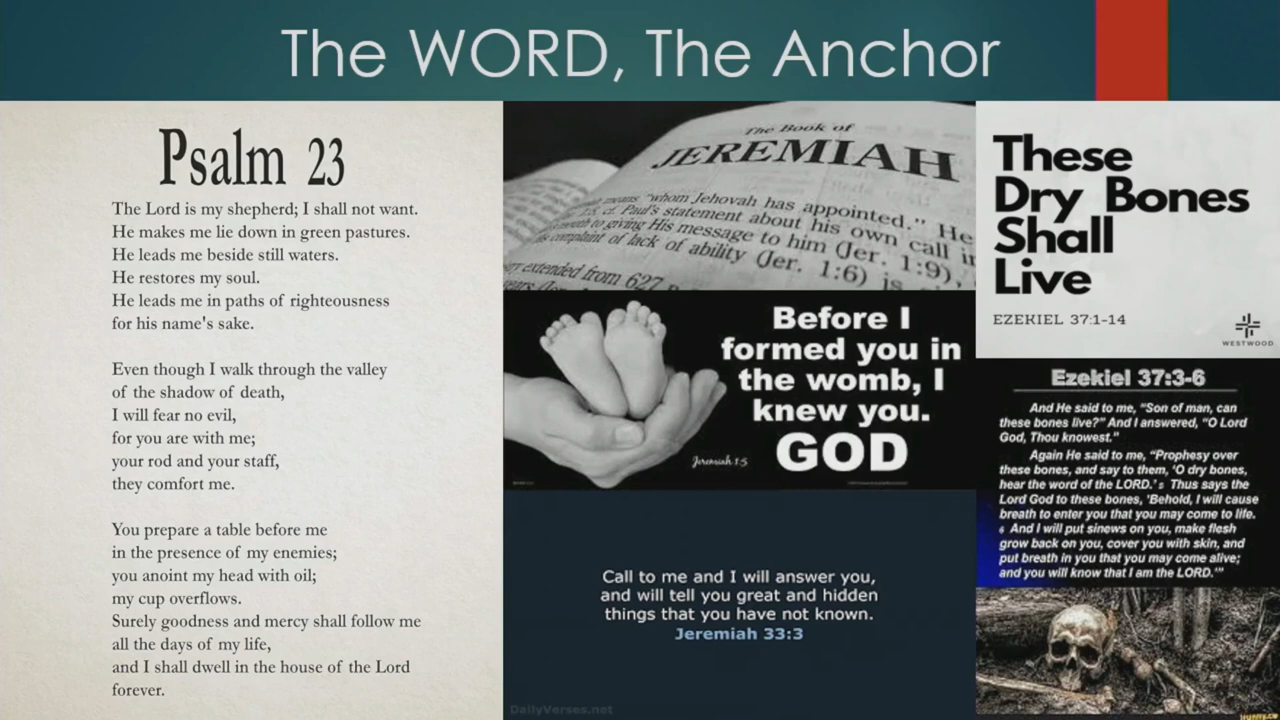 The WORD, The Anchor
Psalm 23
The Lord is my shepherd; I shall not want.
He makes me lie down in green pastures.
He leads me beside still waters.
He restores my soul.
He leads me in paths of righteousness
for his name's sake.
Even though I walk through the valley
of the shadow of death,
I will fear no evil,
for you are with me;
your rod and your staff,
they comfort me.
You prepare a table before me
in the presence of my enemies;
you anoint my head with oil;
my cup overflows.
Surely goodness and mercy shall follow me
all the days of my life,
and I shall dwell in the house of the Lord
forever.
The Book of
JEREMIAH
means "whom Jehovah has appointed." He
cf. Paul's statement about his own call in
to giving His message to him (Jer. 1:9),
complaint of lack of ability (Jer. 1:6) is
extended from 627
Before I
formed you in
the womb, I
knew you.
GOD
Jeremiah 1:5
Call to me and I will answer you,
and will tell you great and hidden
things that you have not known.
Jeremiah 33:3
DailyVerses.net
These
Dry Bones
Shall
Live
EZEKIEL 37:1-14
WESTWOOD
Ezekiel 37:3-6
And He said to me, "Son of man, can
these bones live?" And I answered, "O Lord
God, Thou knowest."
Again He said to me, "Prophesy over
these bones, and say to them, 'O dry bones,
hear the word of the LORD.' 5 Thus says the
Lord God to these bones, 'Behold, I will cause
breath to enter you that you may come to life.
6 And I will put sinews on you, make flesh
grow back on you, cover you with skin, and
put breath in you that you may come alive;
and you will know that I am the LORD.'"